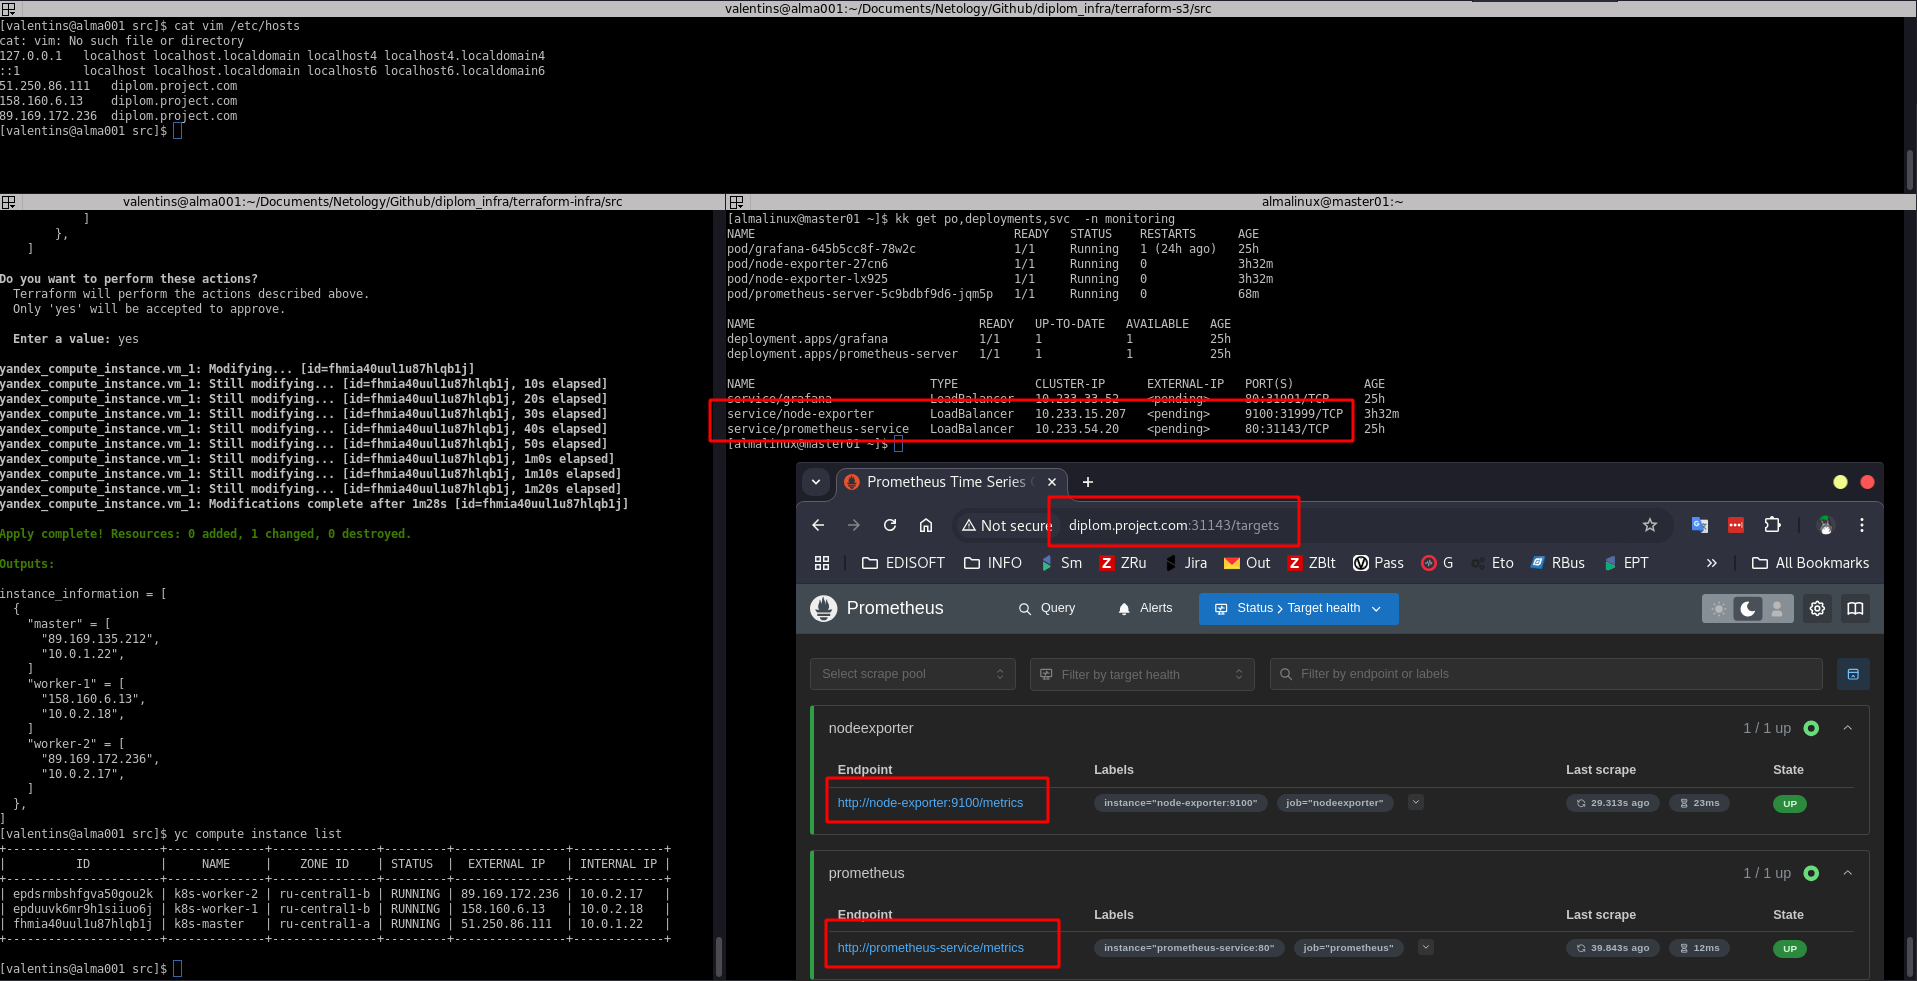 valentins@alma001:~/Documents/Netology/Github/diplom_infra/terraform-s3/src
[valentins@alma001 src]$ cat vim /etc/hosts
cat: vim: No such file or directory
127.0.0.1   localhost localhost.localdomain localhost4 localhost4.localdomain4
::1         localhost localhost.localdomain localhost6 localhost6.localdomain6
51.250.86.111   diplom.project.com
158.160.6.13    diplom.project.com
89.169.172.236  diplom.project.com
[valentins@alma001 src]$
valentins@alma001:~/Documents/Netology/Github/diplom_infra/terraform-infra/src
]
},
]
Do you want to perform these actions?
Terraform will perform the actions described above.
Only 'yes' will be accepted to approve.
Enter a value: yes
yandex_compute_instance.vm_1: Modifying... [id=fhmia40uul1u87hlqb1j]
yandex_compute_instance.vm_1: Still modifying... [id=fhmia40uul1u87hlqb1j, 10s elapsed]
yandex_compute_instance.vm_1: Still modifying... [id=fhmia40uul1u87hlqb1j, 20s elapsed]
yandex_compute_instance.vm_1: Still modifying... [id=fhmia40uul1u87hlqb1j, 30s elapsed]
yandex_compute_instance.vm_1: Still modifying... [id=fhmia40uul1u87hlqb1j, 40s elapsed]
yandex_compute_instance.vm_1: Still modifying... [id=fhmia40uul1u87hlqb1j, 50s elapsed]
yandex_compute_instance.vm_1: Still modifying... [id=fhmia40uul1u87hlqb1j, 1m0s elapsed]
yandex_compute_instance.vm_1: Still modifying... [id=fhmia40uul1u87hlqb1j, 1m10s elapsed]
yandex_compute_instance.vm_1: Still modifying... [id=fhmia40uul1u87hlqb1j, 1m20s elapsed]
yandex_compute_instance.vm_1: Modifications complete after 1m28s [id=fhmia40uul1u87hlqb1j]
Apply complete! Resources: 0 added, 1 changed, 0 destroyed.
Outputs:
instance_information = [
{
"master" = [
"89.169.135.212",
"10.0.1.22",
]
"worker-1" = [
"158.160.6.13",
"10.0.2.18",
]
"worker-2" = [
"89.169.172.236",
"10.0.2.17",
]
},
]
[valentins@alma001 src]$ yc compute instance list
+----------------------+--------------+---------------+---------+----------------+-------------+
|          ID          |     NAME     |    ZONE ID    | STATUS  |  EXTERNAL IP   | INTERNAL IP |
+----------------------+--------------+---------------+---------+----------------+-------------+
| epdsrmbshfgva50gou2k | k8s-worker-2 | ru-central1-b | RUNNING | 89.169.172.236 | 10.0.2.17   |
| epduuvk6mr9h1siiuo6j | k8s-worker-1 | ru-central1-b | RUNNING | 158.160.6.13   | 10.0.2.18   |
| fhmia40uul1u87hlqb1j | k8s-master   | ru-central1-a | RUNNING | 51.250.86.111  | 10.0.1.22   |
+----------------------+--------------+---------------+---------+----------------+-------------+
[valentins@alma001 src]$
almalinux@master01:~
[almalinux@master01 ~]$ kk get po,deployments,svc  -n monitoring
NAME                                     READY   STATUS    RESTARTS      AGE
pod/grafana-645b5cc8f-78w2c              1/1     Running   1 (24h ago)   25h
pod/node-exporter-27cn6                  1/1     Running   0             3h32m
pod/node-exporter-lx925                  1/1     Running   0             3h32m
pod/prometheus-server-5c9bdbf9d6-jqm5p   1/1     Running   0             68m
NAME                                READY   UP-TO-DATE   AVAILABLE   AGE
deployment.apps/grafana             1/1     1            1           25h
deployment.apps/prometheus-server   1/1     1            1           25h
NAME                         TYPE           CLUSTER-IP      EXTERNAL-IP   PORT(S)          AGE
service/grafana              LoadBalancer   10.233.33.52    <pending>     80:31991/TCP     25h
service/node-exporter        LoadBalancer   10.233.15.207   <pending>     9100:31999/TCP   3h32m
service/prometheus-service   LoadBalancer   10.233.54.20    <pending>     80:31143/TCP     25h
[almalinux@master01 ~]$
Prometheus Time Series
Not secure diplom.project.com:31143/targets
EDISOFT INFO Sm ZRu Jira Out ZBlt Pass G Eto RBus EPT » All Bookmarks
Prometheus Query Alerts Status > Target health
Select scrape pool Filter by target health Filter by endpoint or labels
nodeexporter 1 / 1 up
Endpoint Labels Last scrape State
http://node-exporter:9100/metrics instance="node-exporter:9100" job="nodeexporter" 29.313s ago 23ms UP
prometheus 1 / 1 up
Endpoint Labels Last scrape State
http://prometheus-service/metrics instance="prometheus-service:80" job="prometheus" 39.843s ago 12ms UP